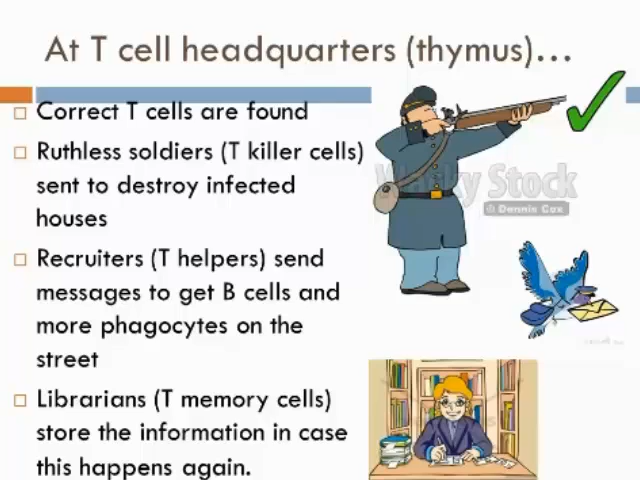 At T cell headquarters (thymus)…
Correct T cells are found
Ruthless soldiers (T killer cells)
sent to destroy infected
houses
Recruiters (T helpers) send
messages to get B cells and
more phagocytes on the
street
Librarians (T memory cells)
store the information in case
this happens again.
Wacky Stock
© Dennis Cox